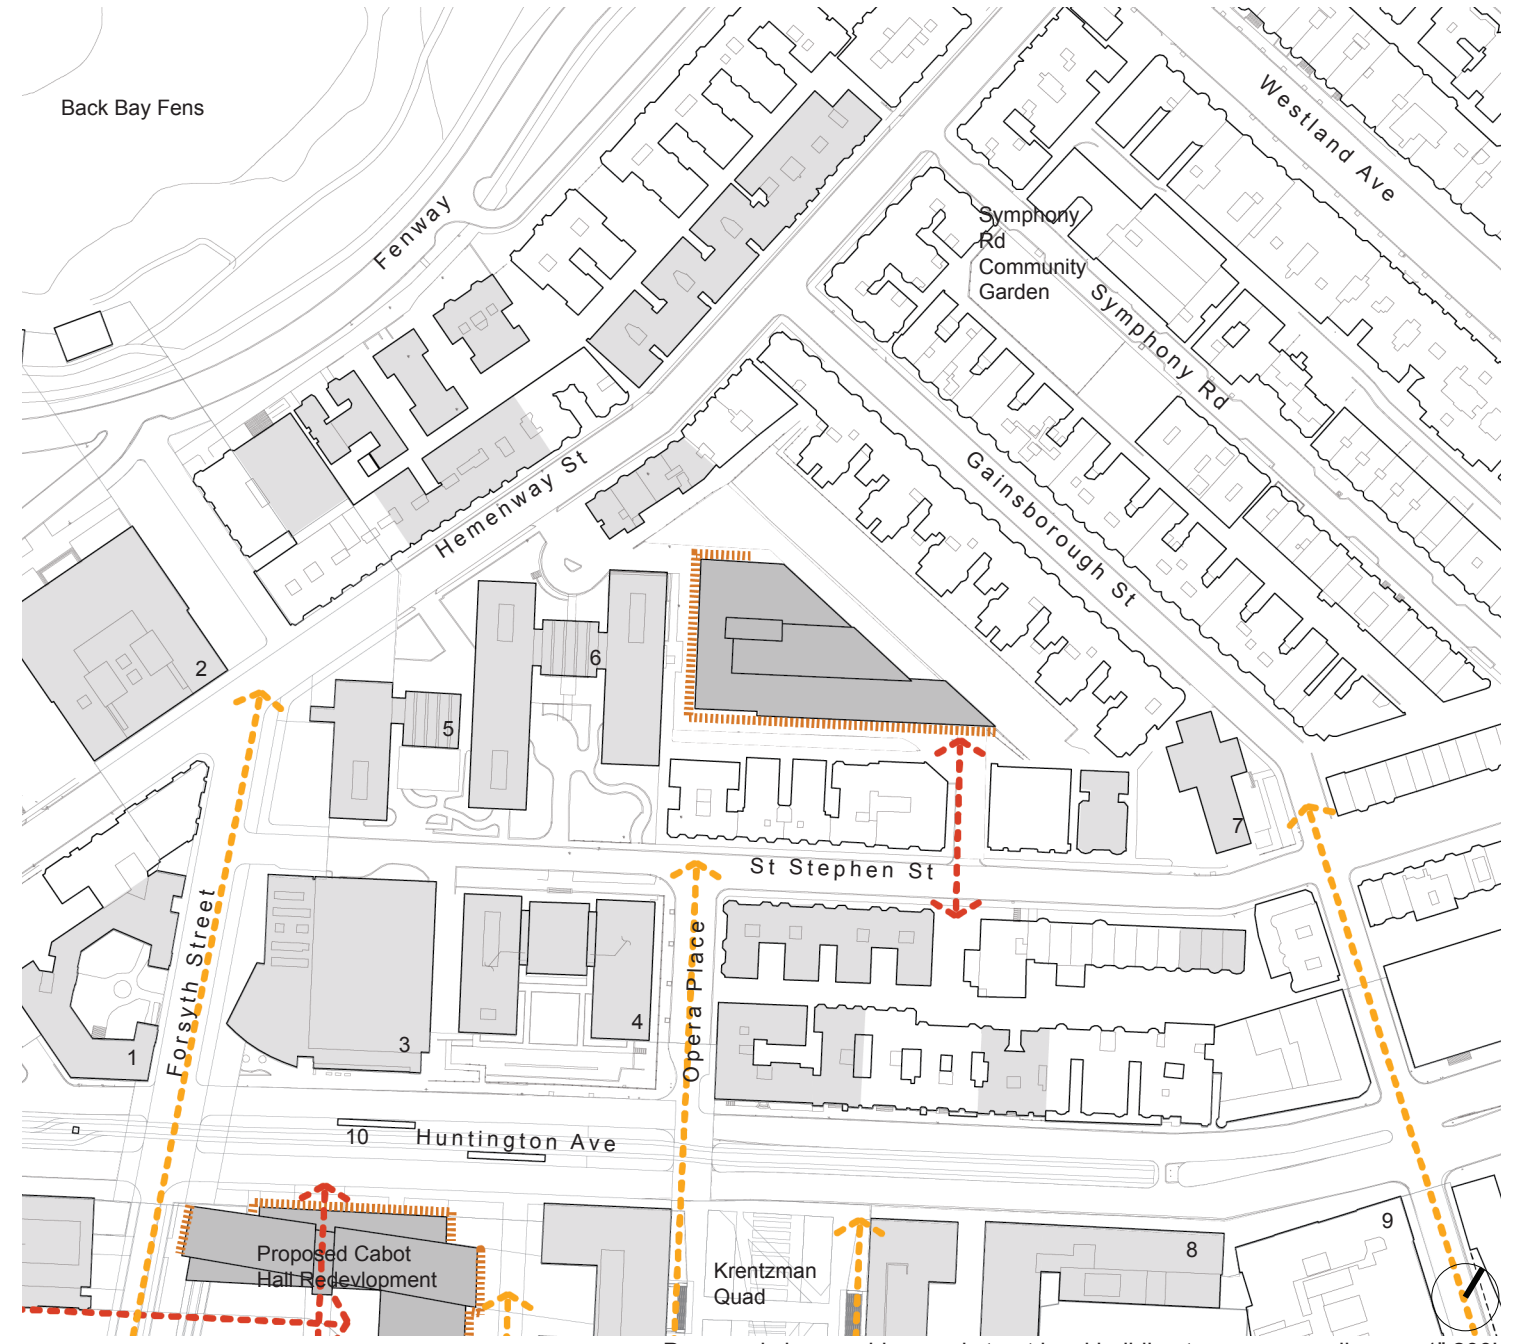 Back Bay Fens
Westland Ave
Fenway
Symphony
Rd
Community
Garden
Symphony Rd
Gainsborough St
Hemenway St
2
6
5
7
St Stephen St
Forsyth Street
Opera Place
4
3
1
10
Huntington Ave
9
8
Proposed Cabot
Hall Redevlopment
Krentzman
Quad